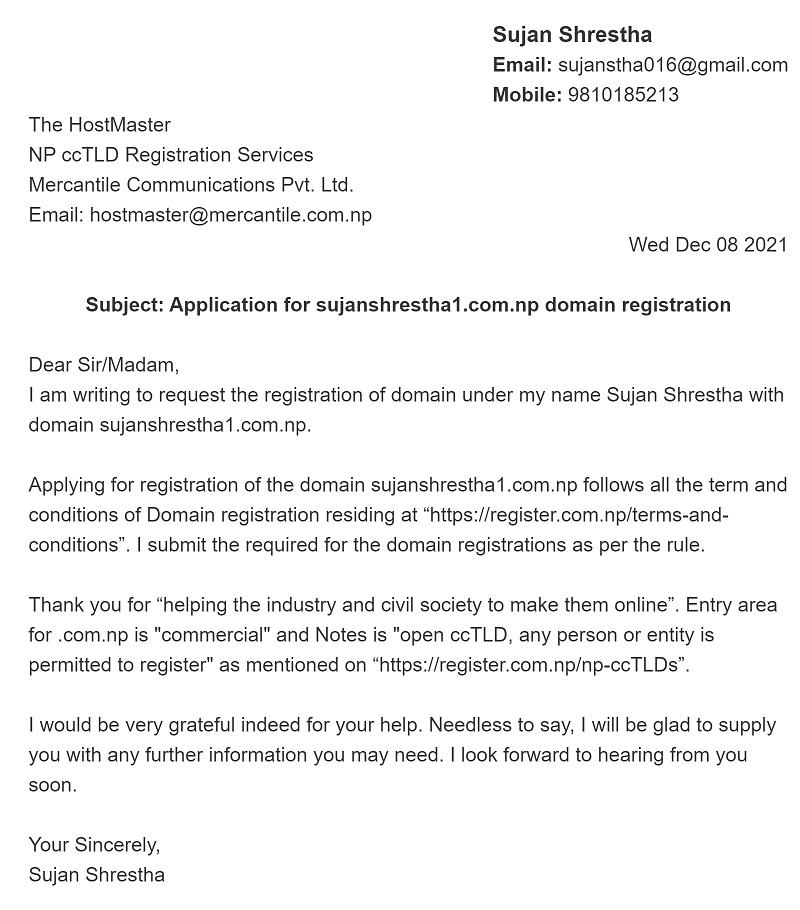 Sujan Shrestha
Email: sujanstha016@gmail.com
Mobile: 9810185213
The HostMaster
NP ccTLD Registration Services
Mercantile Communications Pvt. Ltd.
Email: hostmaster@mercantile.com.np
Wed Dec 08 2021
Subject: Application for sujanshrestha1.com.np domain registration
Dear Sir/Madam,
I am writing to request the registration of domain under my name Sujan Shrestha with
domain sujanshrestha1.com.np.
Applying for registration of the domain sujanshrestha1.com.np follows all the term and
conditions of Domain registration residing at “https://register.com.np/terms-and-
conditions”. I submit the required for the domain registrations as per the rule.
Thank you for “helping the industry and civil society to make them online”. Entry area
for .com.np is "commercial" and Notes is "open ccTLD, any person or entity is
permitted to register" as mentioned on “https://register.com.np/np-ccTLDs”.
I would be very grateful indeed for your help. Needless to say, I will be glad to supply
you with any further information you may need. I look forward to hearing from you
soon.
Your Sincerely,
Sujan Shrestha